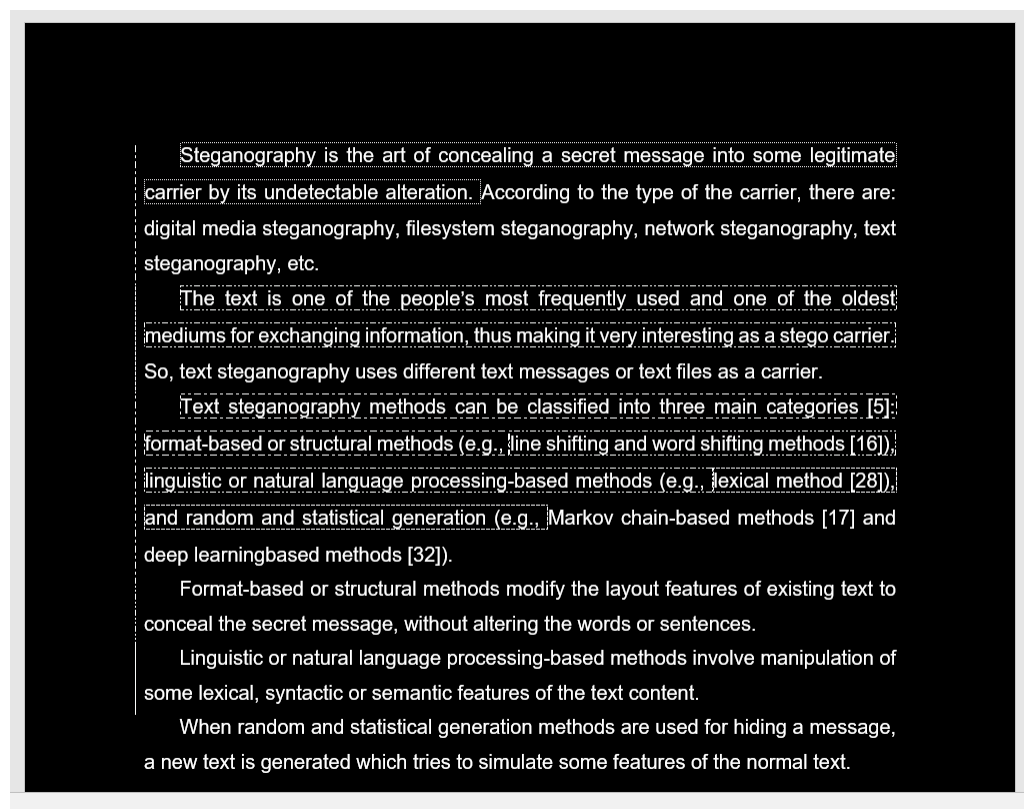 Steganography is the art of concealing a secret message into some legitimate
carrier by its undetectable alteration. According to the type of the carrier, there are:
digital media steganography, filesystem steganography, network steganography, text
steganography, etc.
The text is one of the people’s most frequently used and one of the oldest
mediums for exchanging information, thus making it very interesting as a stego carrier.
So, text steganography uses different text messages or text files as a carrier.
Text steganography methods can be classified into three main categories [5]:
format-based or structural methods (e.g., line shifting and word shifting methods [16]),
linguistic or natural language processing-based methods (e.g., lexical method [28]),
and random and statistical generation (e.g., Markov chain-based methods [17] and
deep learningbased methods [32]).
Format-based or structural methods modify the layout features of existing text to
conceal the secret message, without altering the words or sentences.
Linguistic or natural language processing-based methods involve manipulation of
some lexical, syntactic or semantic features of the text content.
When random and statistical generation methods are used for hiding a message,
a new text is generated which tries to simulate some features of the normal text.